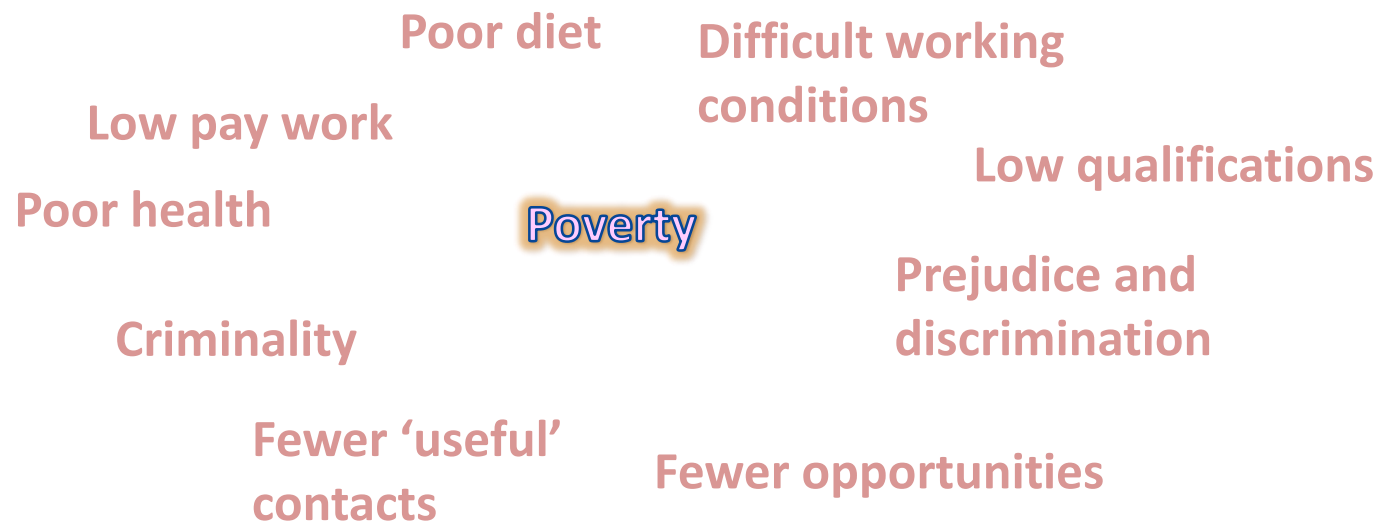 Poor diet
Difficult working
conditions
Low pay work
Low qualifications
Poor health
Poverty
Prejudice and
discrimination
Criminality
Fewer ‘useful’
contacts
Fewer opportunities